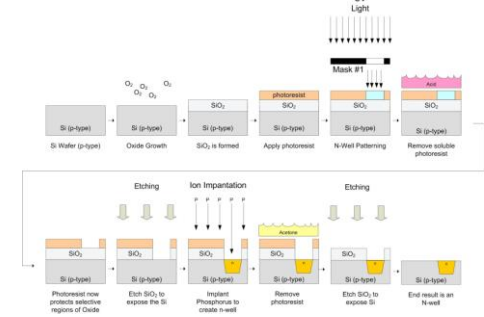 Light
Mask #1
O₂ O₂ O₂ O₂ O₂
photoresist
Acid
SiO₂ SiO₂ SiO₂ SiO₂
Si (p-type) Si (p-type) Si (p-type) Si (p-type) Si (p-type) Si (p-type)
Si Wafer (p-type)
Oxide Growth
SiO₂ is formed
Apply photoresist
N-Well Patterning
Remove soluble
photoresist
Etching
Ion Impantation
Etching
P P P P P
Acetone
SiO₂ SiO₂ SiO₂ SiO₂ SiO₂
Si (p-type) Si (p-type) Si (p-type) Si (p-type) Si (p-type) Si (p-type)
Photoresist now
protects selective
regions of Oxide
Etch SiO₂ to
expose the Si
Implant
Phosphorus to
create n-well
Remove
photoresist
Etch SiO₂ to
expose Si
End result is an
N-well